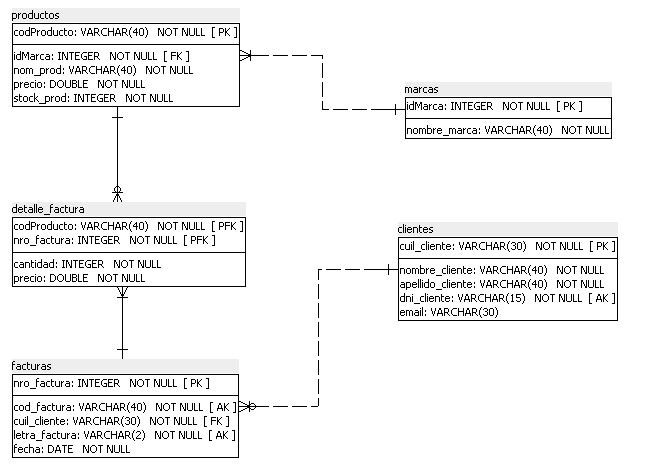 productos
codProducto: VARCHAR(40) NOT NULL [ PK ]
idMarca: INTEGER NOT NULL [ FK ]
nom_prod: VARCHAR(40) NOT NULL
precio: DOUBLE NOT NULL
stock_prod: INTEGER NOT NULL
marcas
idMarca: INTEGER NOT NULL [ PK ]
nombre_marca: VARCHAR(40) NOT NULL
detalle_factura
codProducto: VARCHAR(40) NOT NULL [ PFK ]
nro_factura: INTEGER NOT NULL [ PFK ]
cantidad: INTEGER NOT NULL
precio: DOUBLE NOT NULL
clientes
cuil_cliente: VARCHAR(30) NOT NULL [ PK ]
nombre_cliente: VARCHAR(40) NOT NULL
apellido_cliente: VARCHAR(40) NOT NULL
dni_cliente: VARCHAR(15) NOT NULL [ AK ]
email: VARCHAR(30)
facturas
nro_factura: INTEGER NOT NULL [ PK ]
cod_factura: VARCHAR(40) NOT NULL [ AK ]
cuil_cliente: VARCHAR(30) NOT NULL [ FK ]
letra_factura: VARCHAR(2) NOT NULL [ AK ]
fecha: DATE NOT NULL